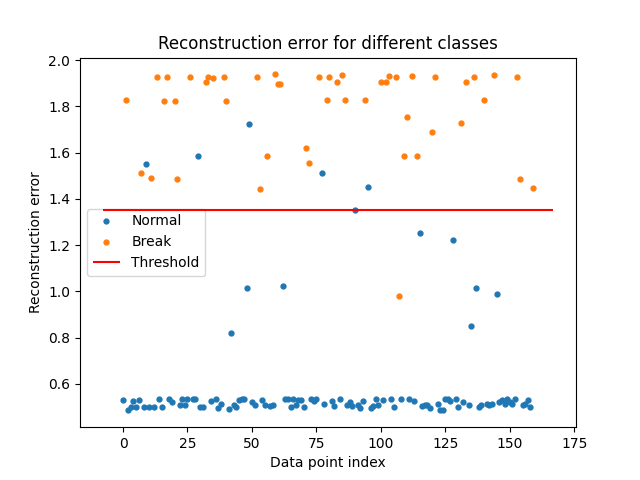 Reconstruction error for different classes
Reconstruction error
2.0
1.8
1.6
1.4
1.2
1.0
0.8
0.6
Normal
Break
Threshold
0 25 50 75 100 125 150 175
Data point index